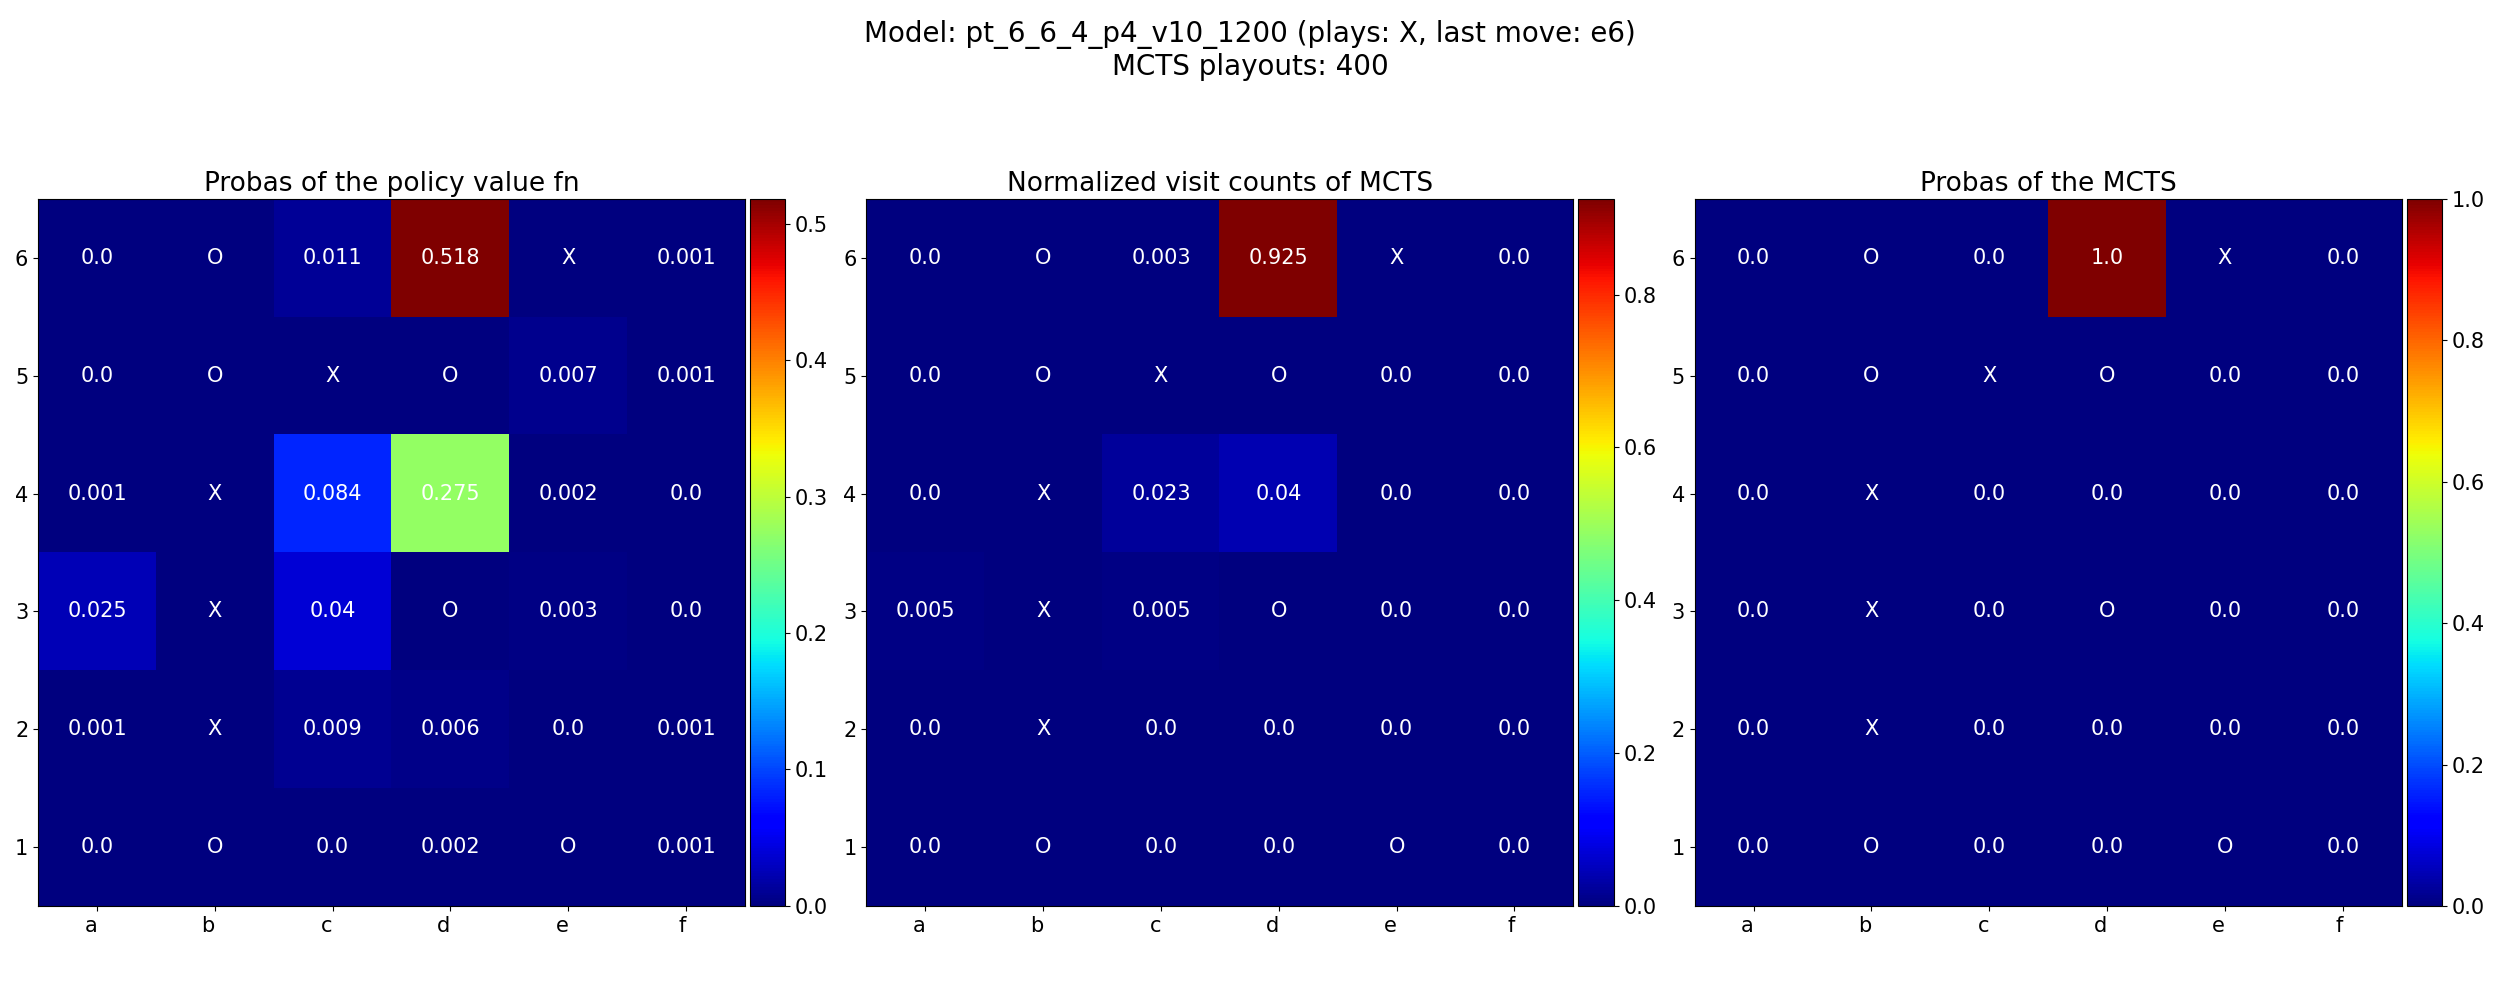 Model: pt_6_6_4_p4_v10_1200 (plays: X, last move: e6)
MCTS playouts: 400
Probas of the policy value fn
6 0.0 O 0.011 0.518 X 0.001
5 0.0 O X O 0.007 0.001
4 0.001 X 0.084 0.275 0.002 0.0
3 0.025 X 0.04 O 0.003 0.0
2 0.001 X 0.009 0.006 0.0 0.001
1 0.0 O 0.0 0.002 O 0.001
a b c d e f
0.5
0.4
0.3
0.2
0.1
0.0
Normalized visit counts of MCTS
6 0.0 O 0.003 0.925 X 0.0
5 0.0 O X O 0.0 0.0
4 0.0 X 0.023 0.04 0.0 0.0
3 0.005 X 0.005 O 0.0 0.0
2 0.0 X 0.0 0.0 0.0 0.0
1 0.0 O 0.0 0.0 O 0.0
a b c d e f
0.8
0.6
0.4
0.2
0.0
Probas of the MCTS
6 0.0 O 0.0 1.0 X 0.0
5 0.0 O X O 0.0 0.0
4 0.0 X 0.0 0.0 0.0 0.0
3 0.0 X 0.0 O 0.0 0.0
2 0.0 X 0.0 0.0 0.0 0.0
1 0.0 O 0.0 0.0 O 0.0
a b c d e f
1.0
0.8
0.6
0.4
0.2
0.0